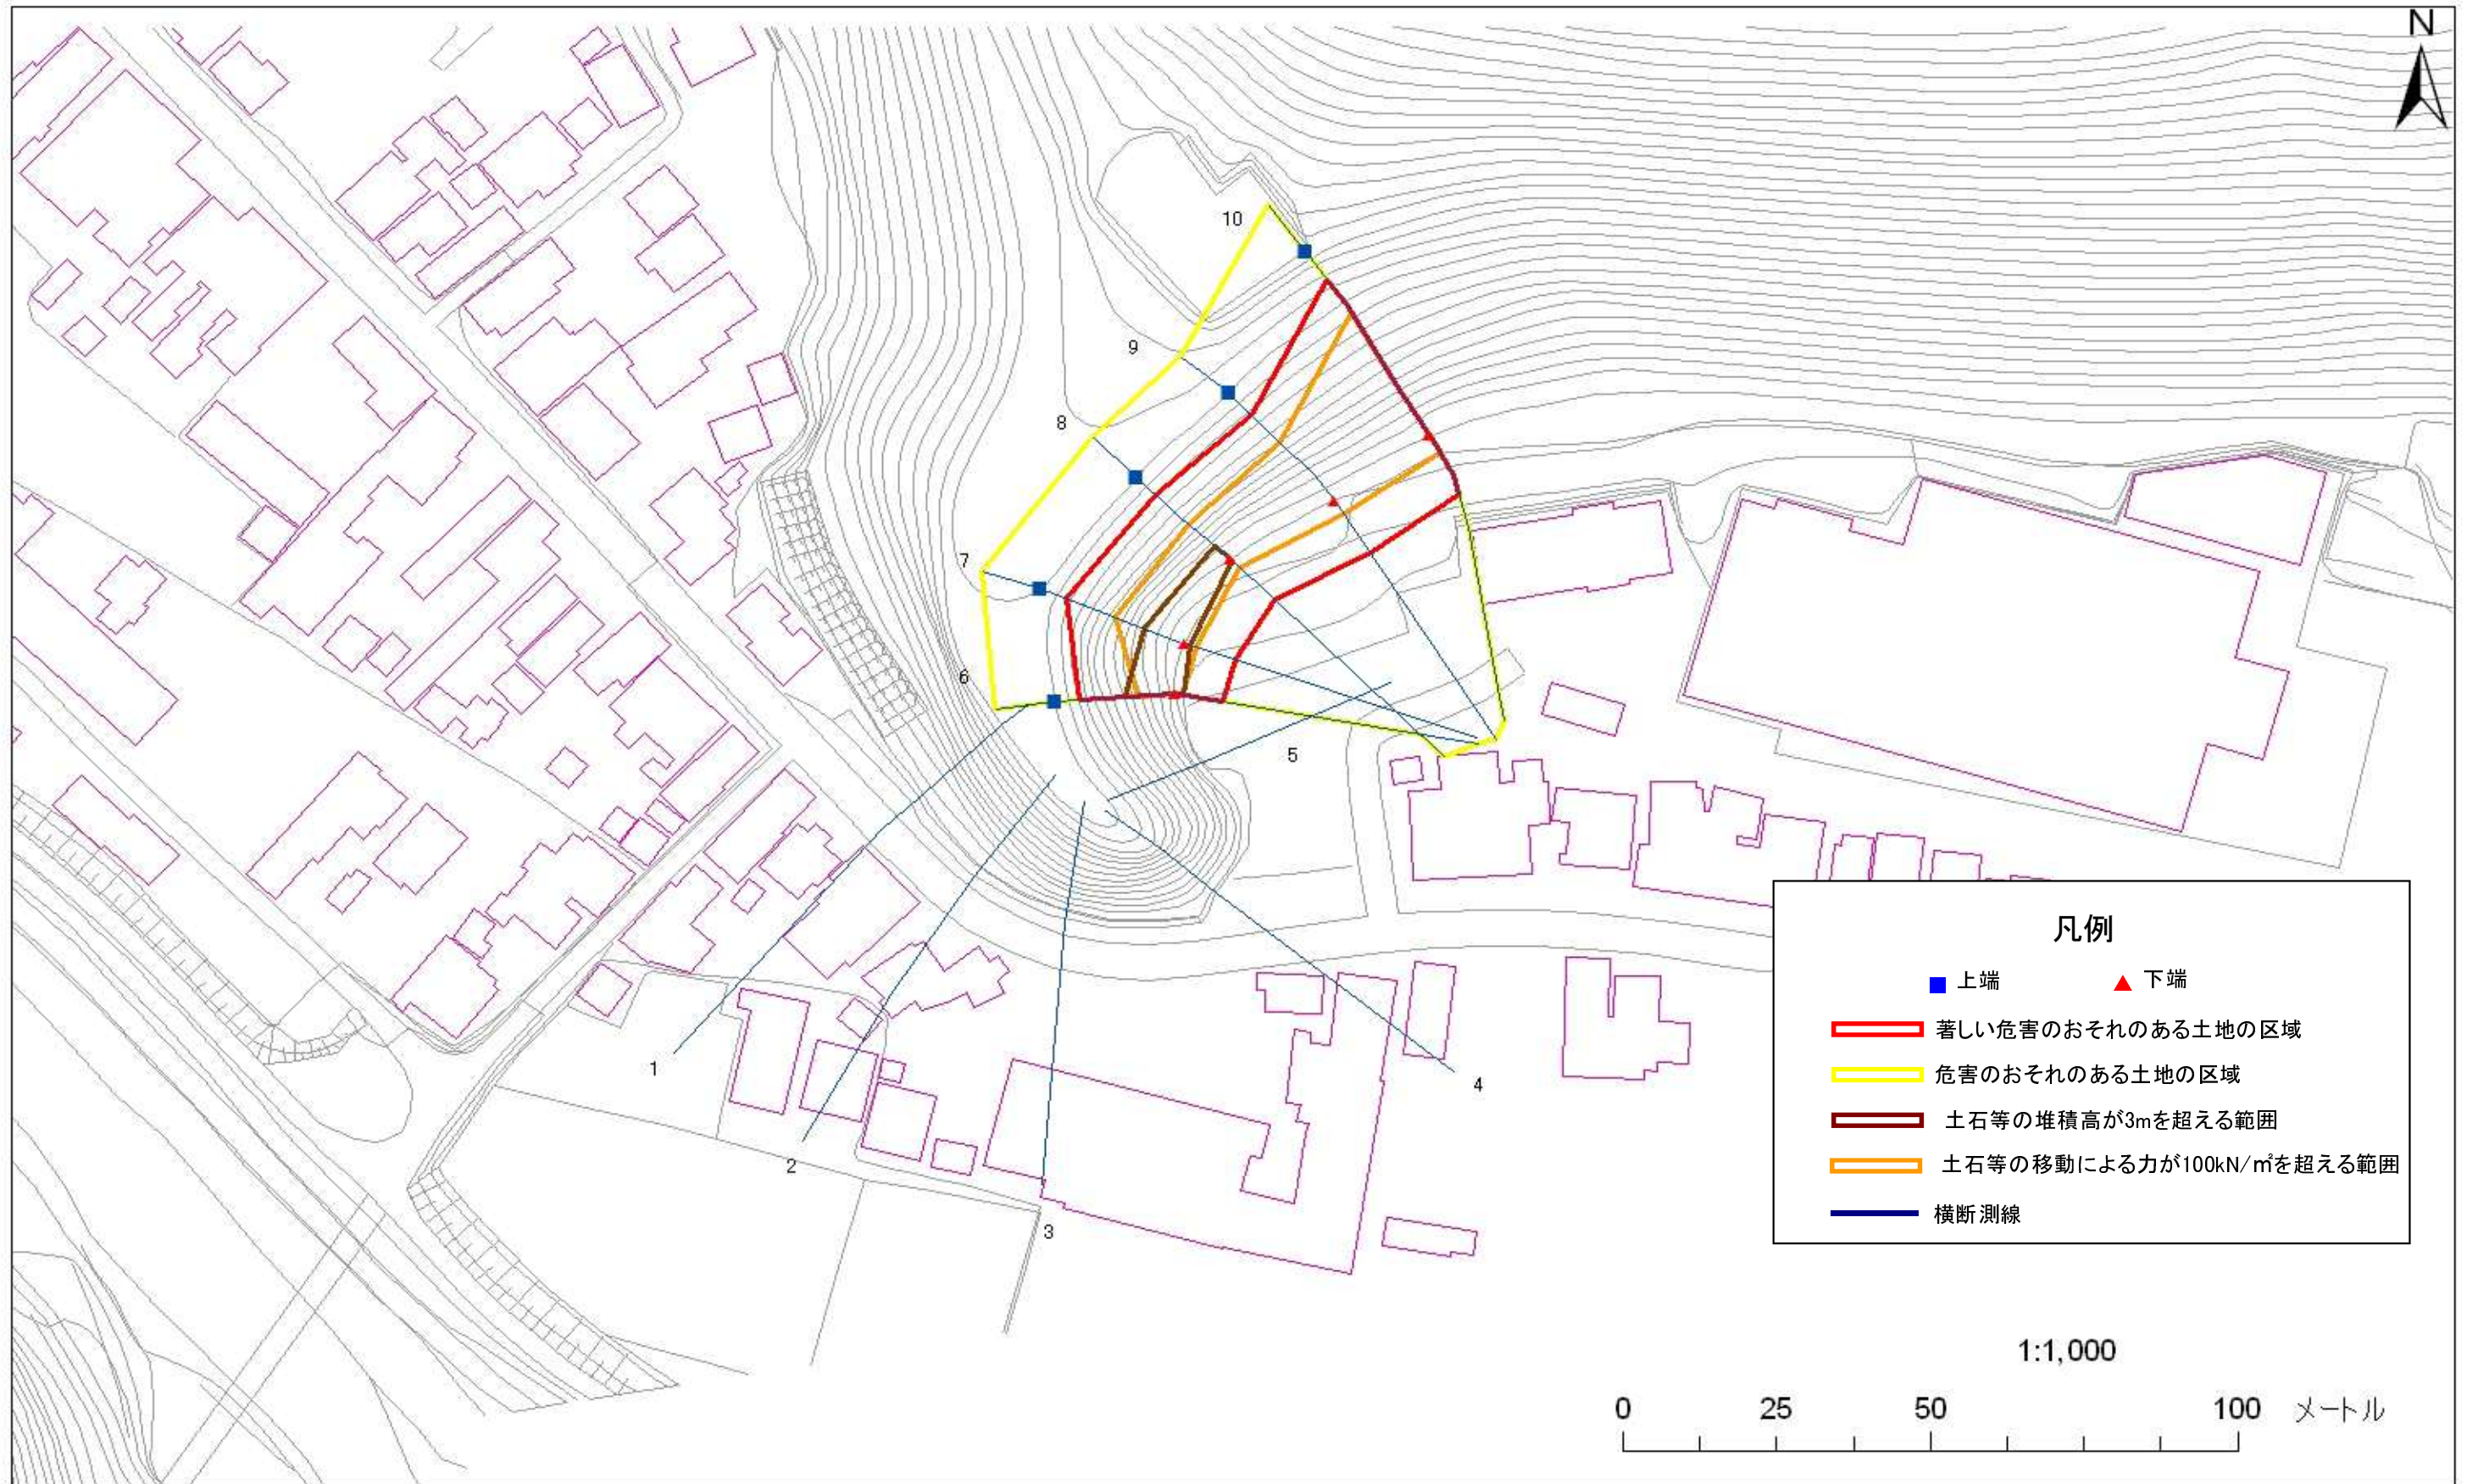 N
10
9
8
7
6
5
1
4
2
3
凡例
上端 下端
著しい危害のおそれのある土地の区域
危害のおそれのある土地の区域
土石等の堆積高が3mを超える範囲
土石等の移動による力が100kN/㎡を超える範囲
横断測線
1:1,000
0 25 50 100 メートル